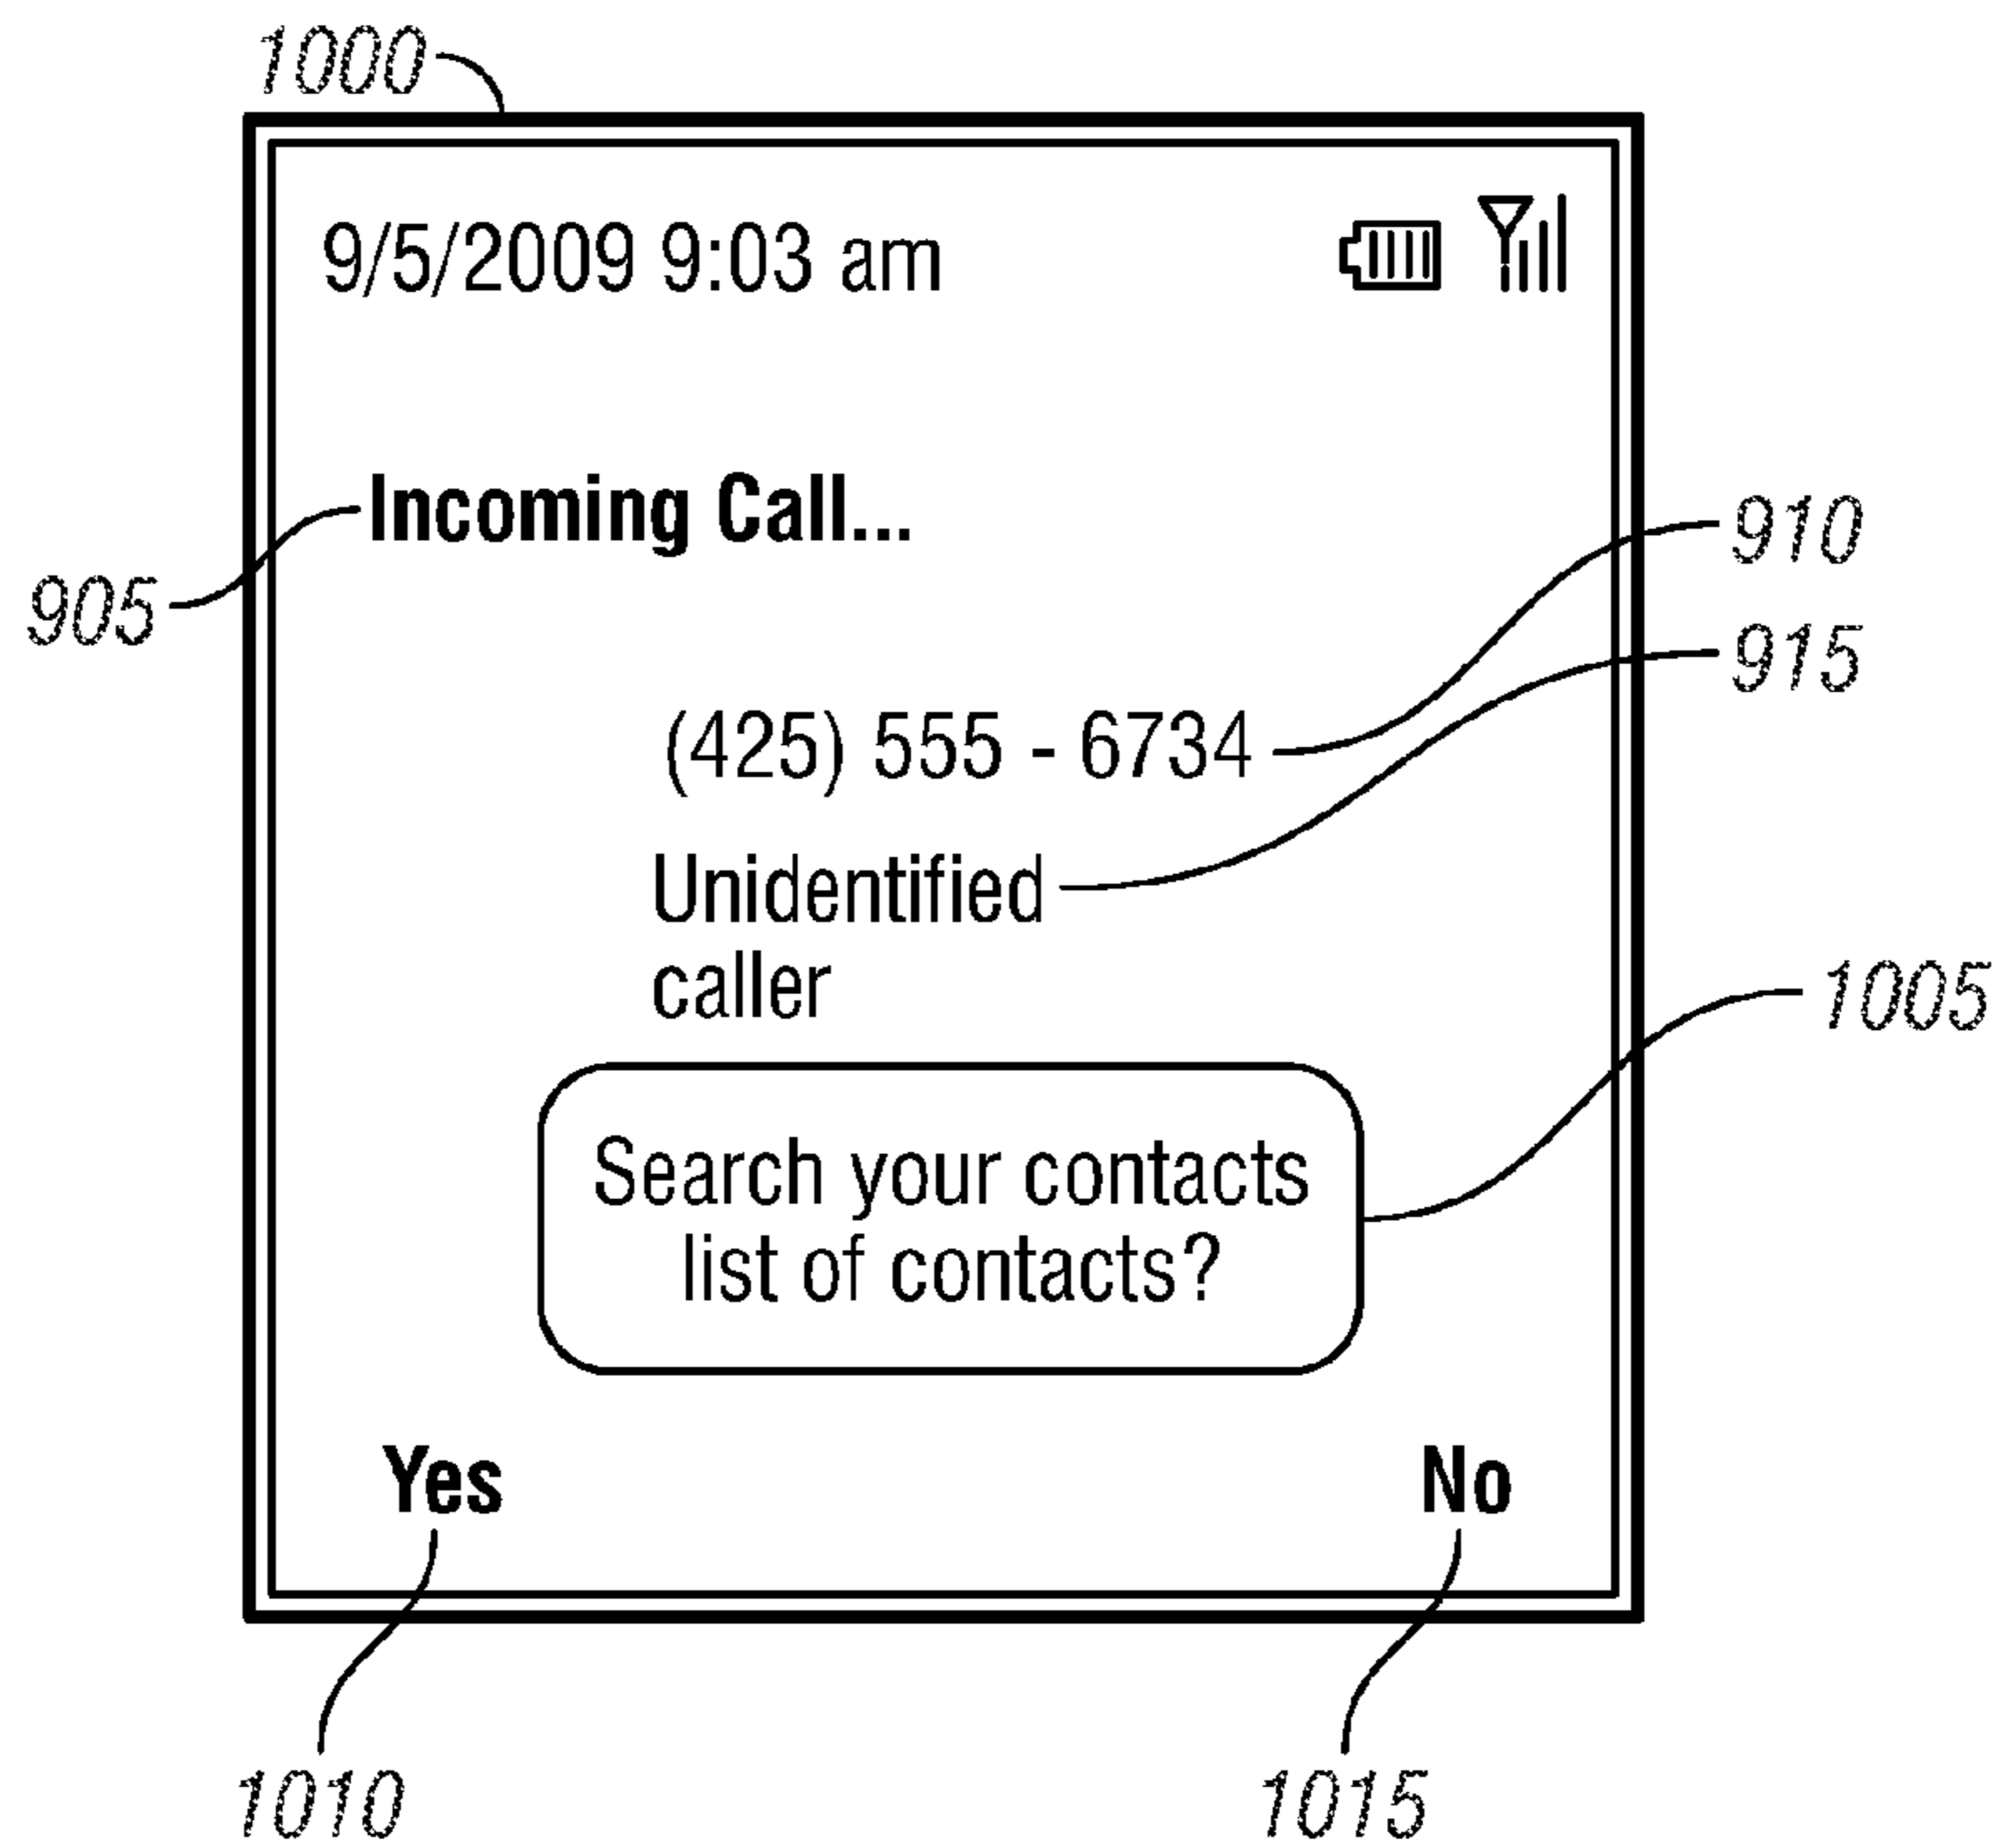 1000
9/5/2009 9:03 am
Incoming Call...
910
905
915
(425) 555 - 6734
Unidentified
caller
1005
Search your contacts
list of contacts?
Yes No
1010 1015